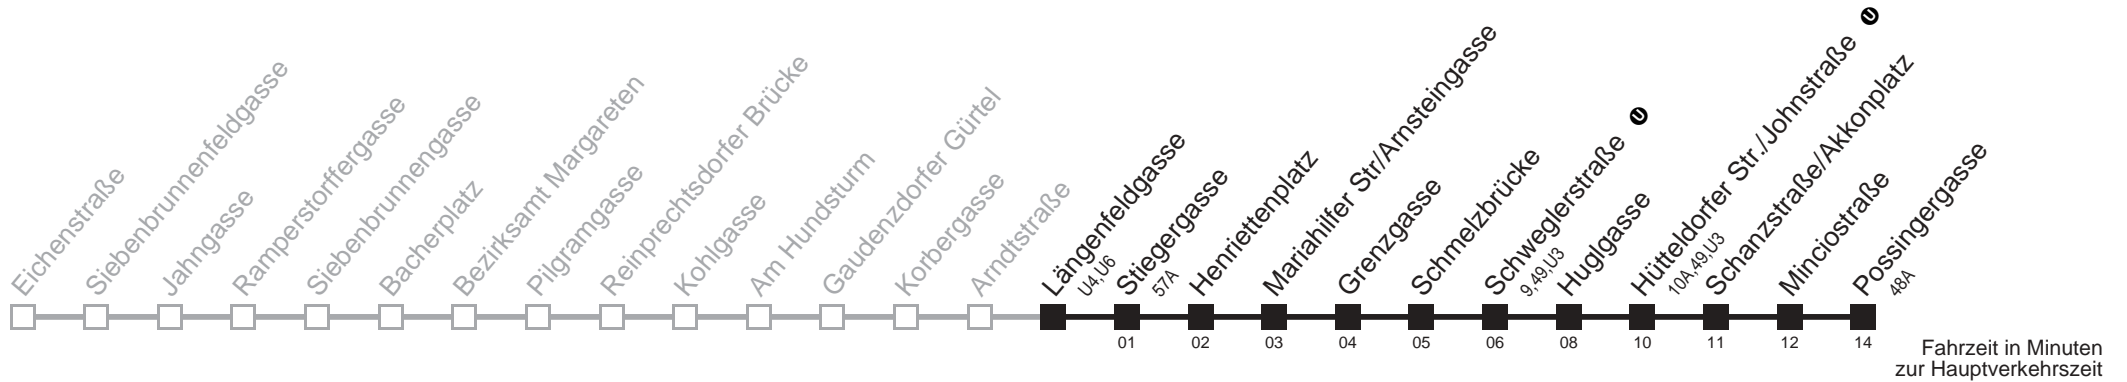 Eichenstraße
Siebenbrunnenfeldgasse
Jahngasse
Ramperstoffergasse
Siebenbrunnengasse
Bacherplatz
Bezirksamt Margareten
Pilgramgasse
Reinprechtsdorfer Brücke
Kohlgasse
Am Hundsturm
Gaudenzdorfer Gürtel
Korbergasse
Arndtstraße
Längenfeldgasse
U4,U6
Stiegergasse
57A
Henriettenplatz
Mariahilfer Str/Arnsteingasse
Grenzgasse
Schmelzbrücke
Schweglerstraße U
9,49,U3
Huglgasse
Hütteldorfer Str./Johnstraße U
10A,49,U3
Schanzstraße/Akkonplatz
Minciostraße
Possingergasse
48A
01 02 03 04 05 06 08 10 11 12 14
Fahrzeit in Minuten
zur Hauptverkehrszeit